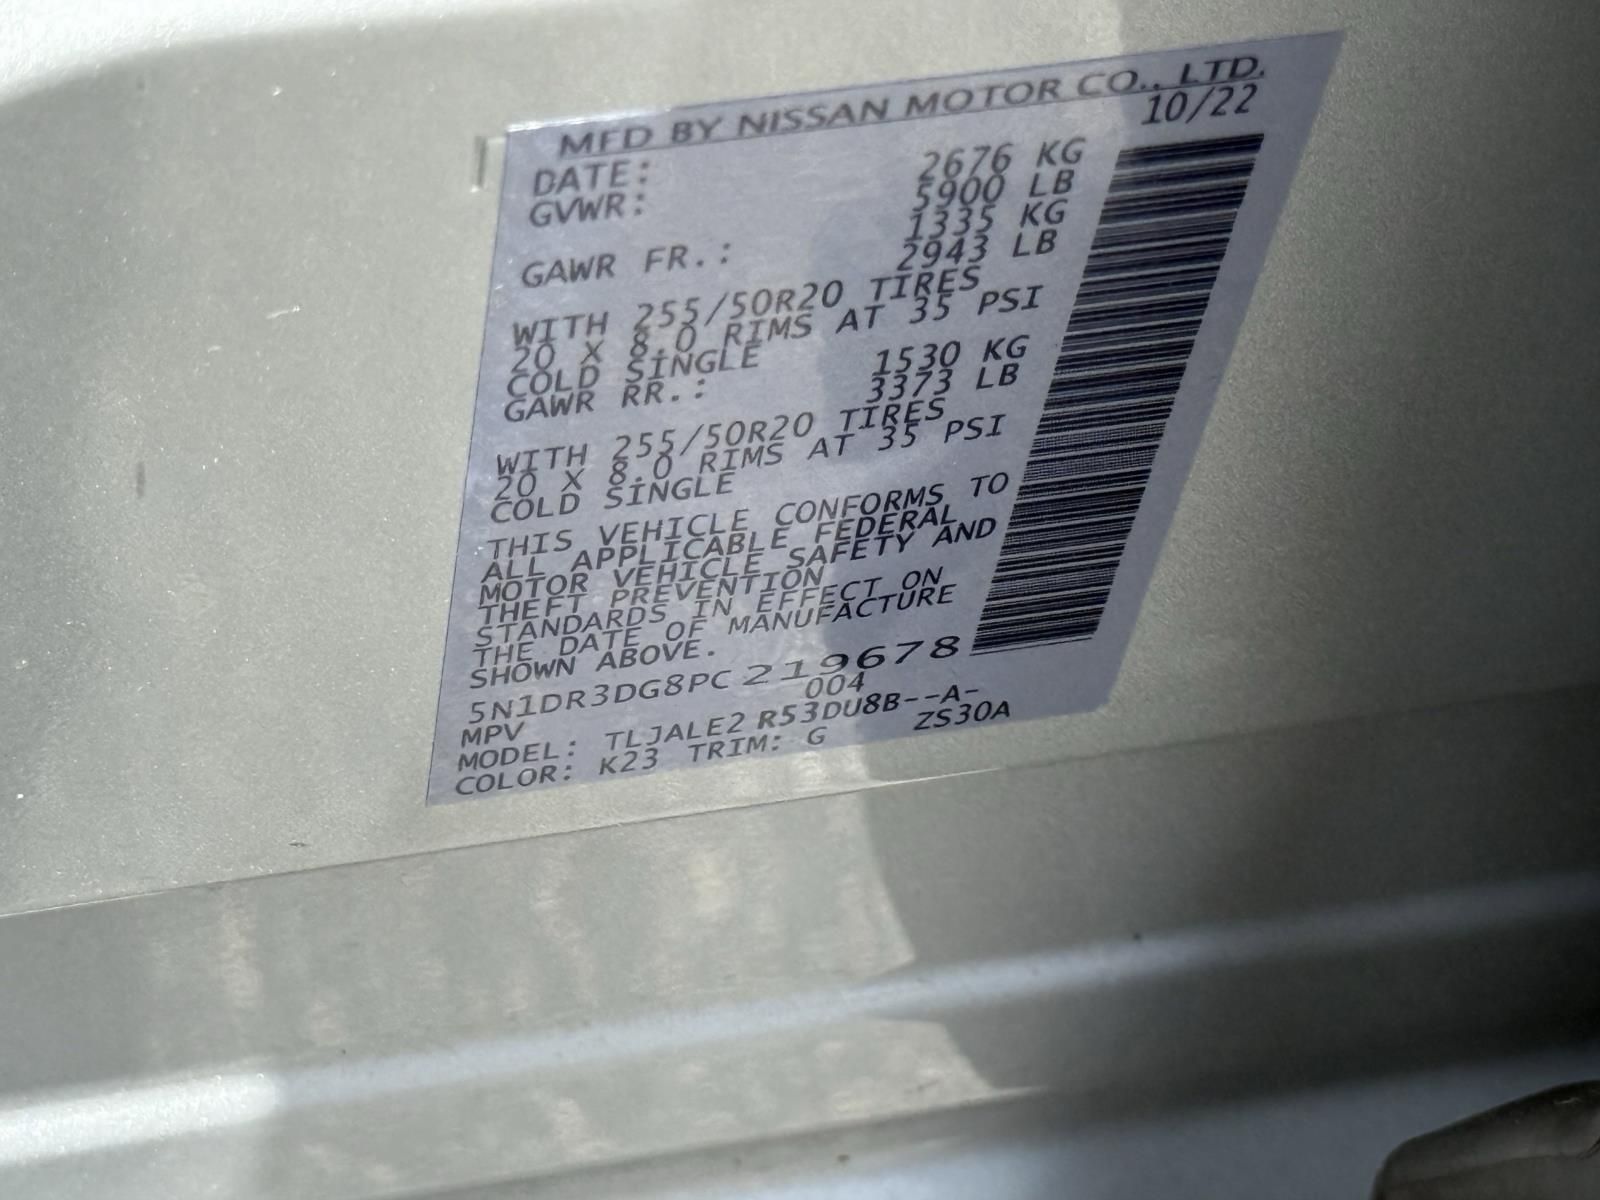 MFD BY NISSAN MOTOR CO., LTD.
DATE: 10/22
GVWR: 2676 KG
5900 LB
GAWR FR.: 1335 KG
2943 LB
WITH 255/50R20 TIRES
20 X 8.0 RIMS AT 35 PSI
COLD SINGLE
GAWR RR.: 1530 KG
3373 LB
WITH 255/50R20 TIRES
20 X 8.0 RIMS AT 35 PSI
COLD SINGLE
THIS VEHICLE CONFORMS TO
ALL APPLICABLE FEDERAL
MOTOR VEHICLE SAFETY AND
THEFT PREVENTION
STANDARDS IN EFFECT ON
THE DATE OF MANUFACTURE
SHOWN ABOVE.
5N1DR3DG8PC219678
MPV 004
MODEL: TLJALE2 R53DU8B--A-
COLOR: K23 TRIM: G ZS30A